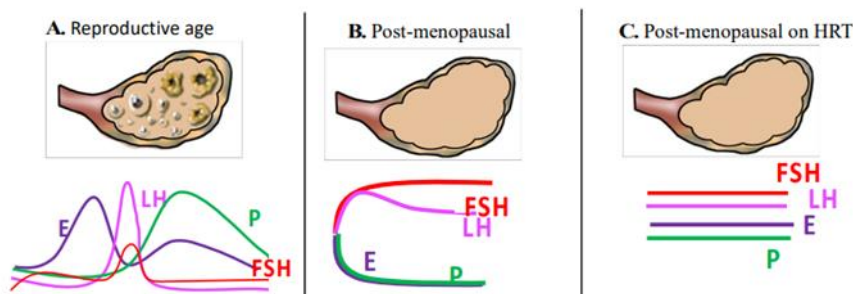 A. Reproductive age
E
LH
P
FSH
B. Post-menopausal
FSH
LH
E
P
C. Post-menopausal on HRT
FSH
LH
E
P